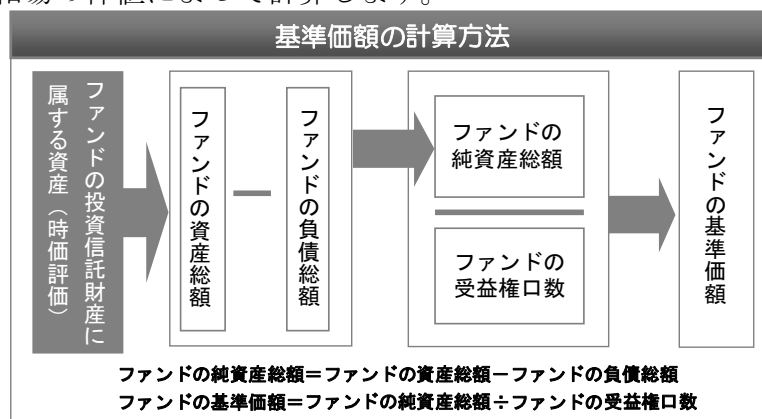 基準価額の計算方法
ファンドの投資信託財産に
属する資産（時価評価）
ファンドの資産総額
ファンドの負債総額
ファンドの
純資産総額
ファンドの
受益権口数
ファンドの基準価額
ファンドの純資産総額＝ファンドの資産総額－ファンドの負債総額
ファンドの基準価額＝ファンドの純資産総額÷ファンドの受益権口数